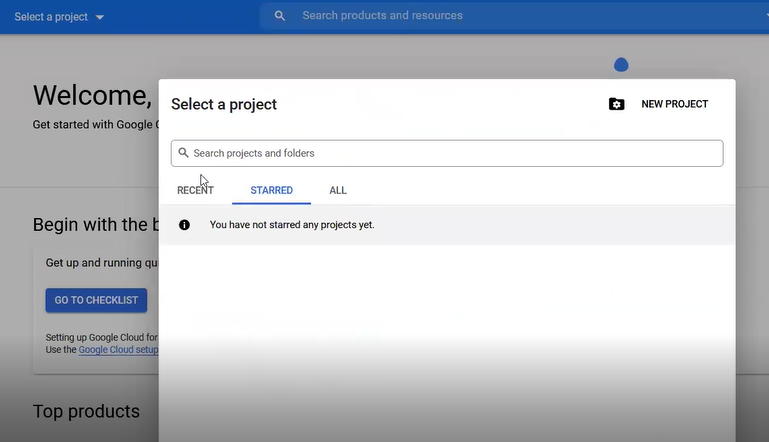 Select a project
Search products and resources
Welcome,
Get started with Google
Select a project
NEW PROJECT
Search projects and folders
RECENT
STARRED
ALL
You have not starred any projects yet.
Begin with the b
Get up and running qu
GO TO CHECKLIST
Setting up Google Cloud for
Use the Google Cloud setup
Top products